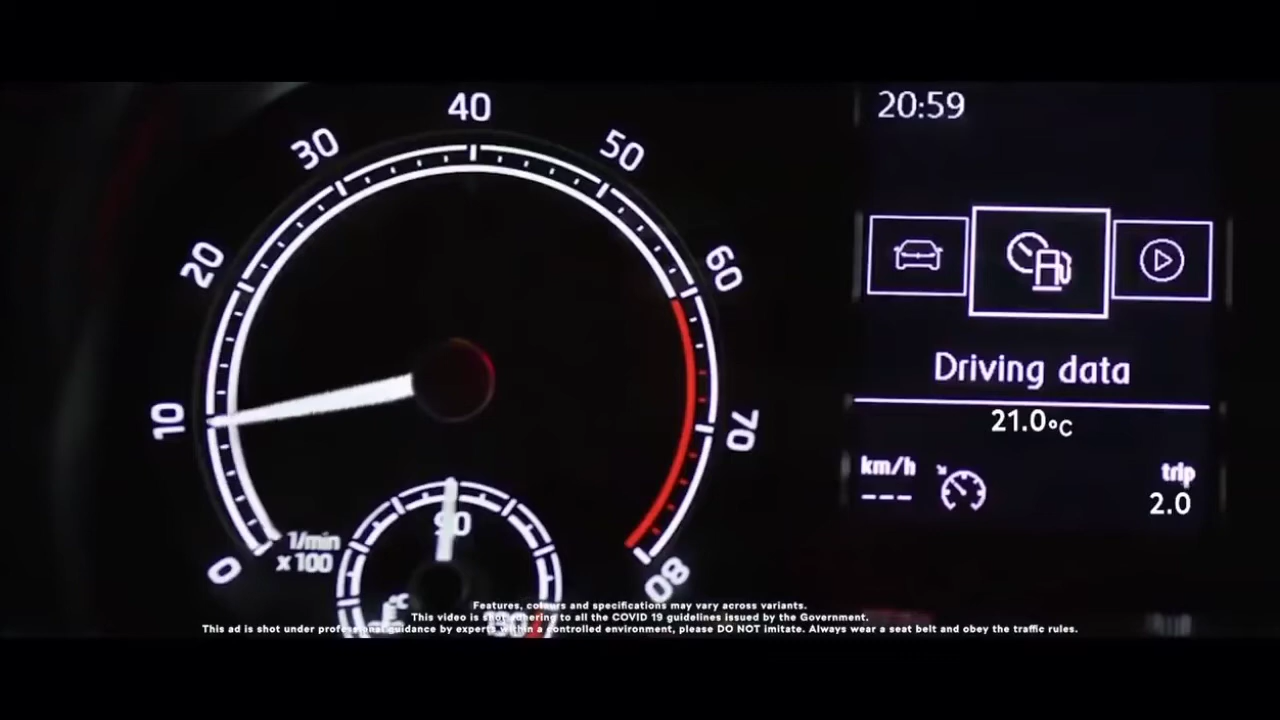 20:59
40
30
50
20
60
10
70
0
80
1/min
x 100
90
Driving data
21.0°C
km/h
---
trip
2.0
°C
Features, colours and specifications may vary across variants.
This video is shot adhering to all the COVID 19 guidelines issued by the Government.
This ad is shot under professional guidance by experts within a controlled environment, please DO NOT imitate. Always wear a seat belt and obey the traffic rules.